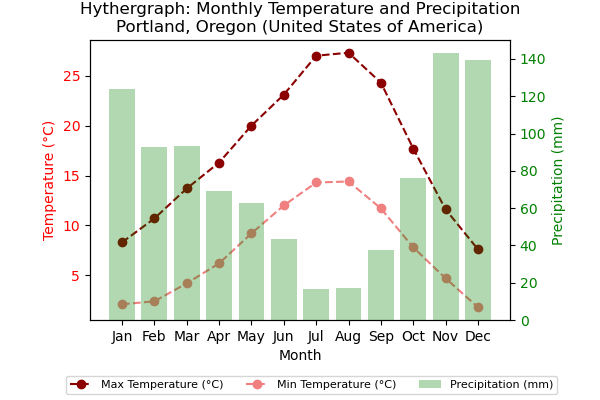 Hythergraph: Monthly Temperature and Precipitation
Portland, Oregon (United States of America)
Temperature (°C)
25
20
15
10
5
140
120
100
80
60
40
20
0
Precipitation (mm)
Jan Feb Mar Apr May Jun Jul Aug Sep Oct Nov Dec
Month
Max Temperature (°C) Min Temperature (°C) Precipitation (mm)